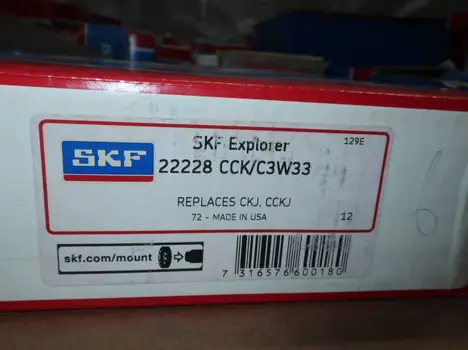 SKF Explorer
129E
SKF
22228 CCK/C3W33
REPLACES CKJ, CCKJ
72 - MADE IN USA
12
skf.com/mount
7 316576 600180